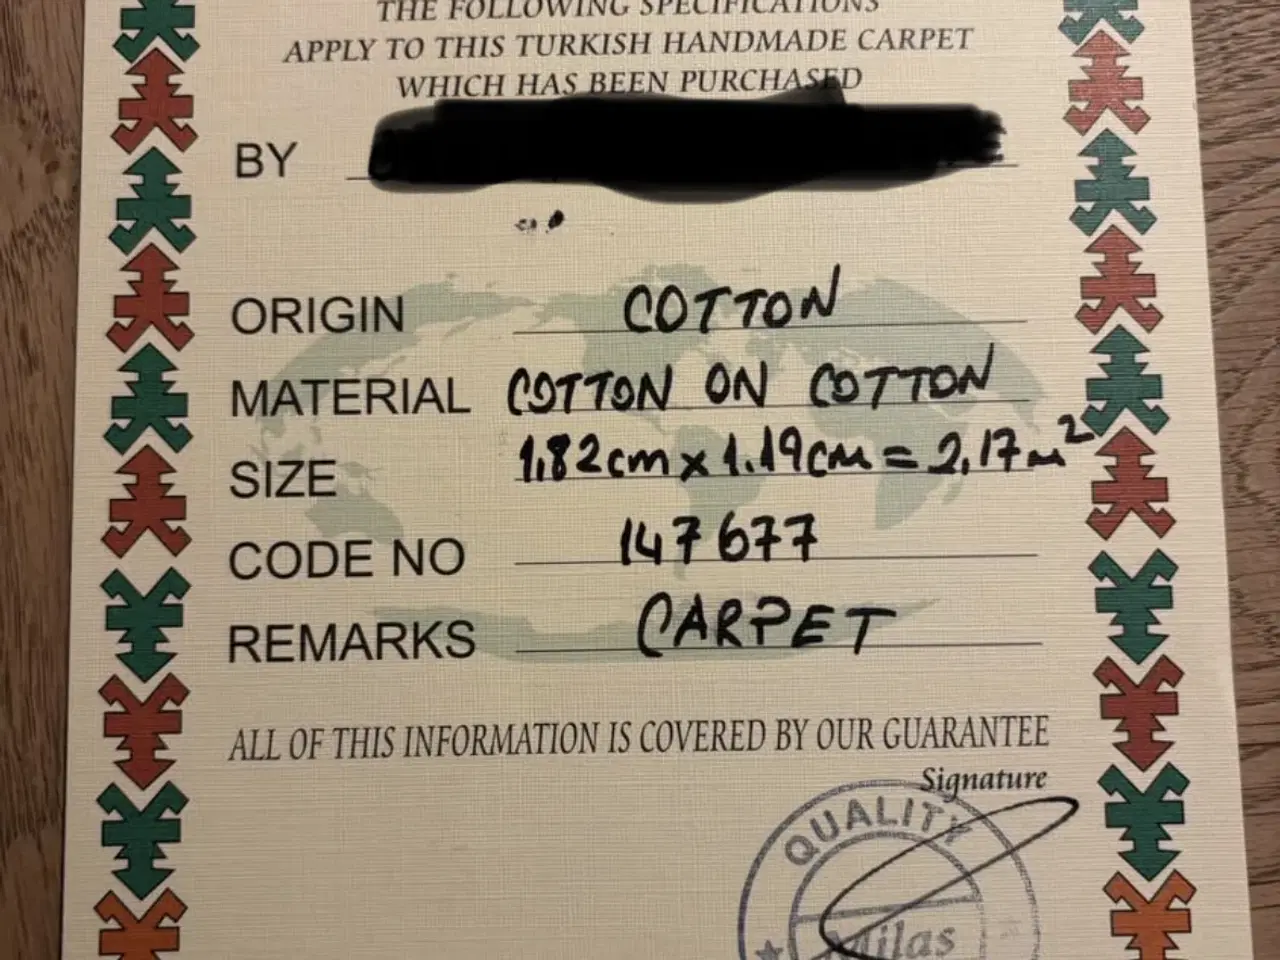 THE FOLLOWING SPECIFICATIONS
APPLY TO THIS TURKISH HANDMADE CARPET
WHICH HAS BEEN PURCHASED
BY
ORIGIN COTTON
MATERIAL COTTON ON COTTON
SIZE 1.82cm x 1.19cm = 2,17m²
CODE NO 147677
REMARKS CARPET
ALL OF THIS INFORMATION IS COVERED BY OUR GUARANTEE
Signature
QUALITY
Milas